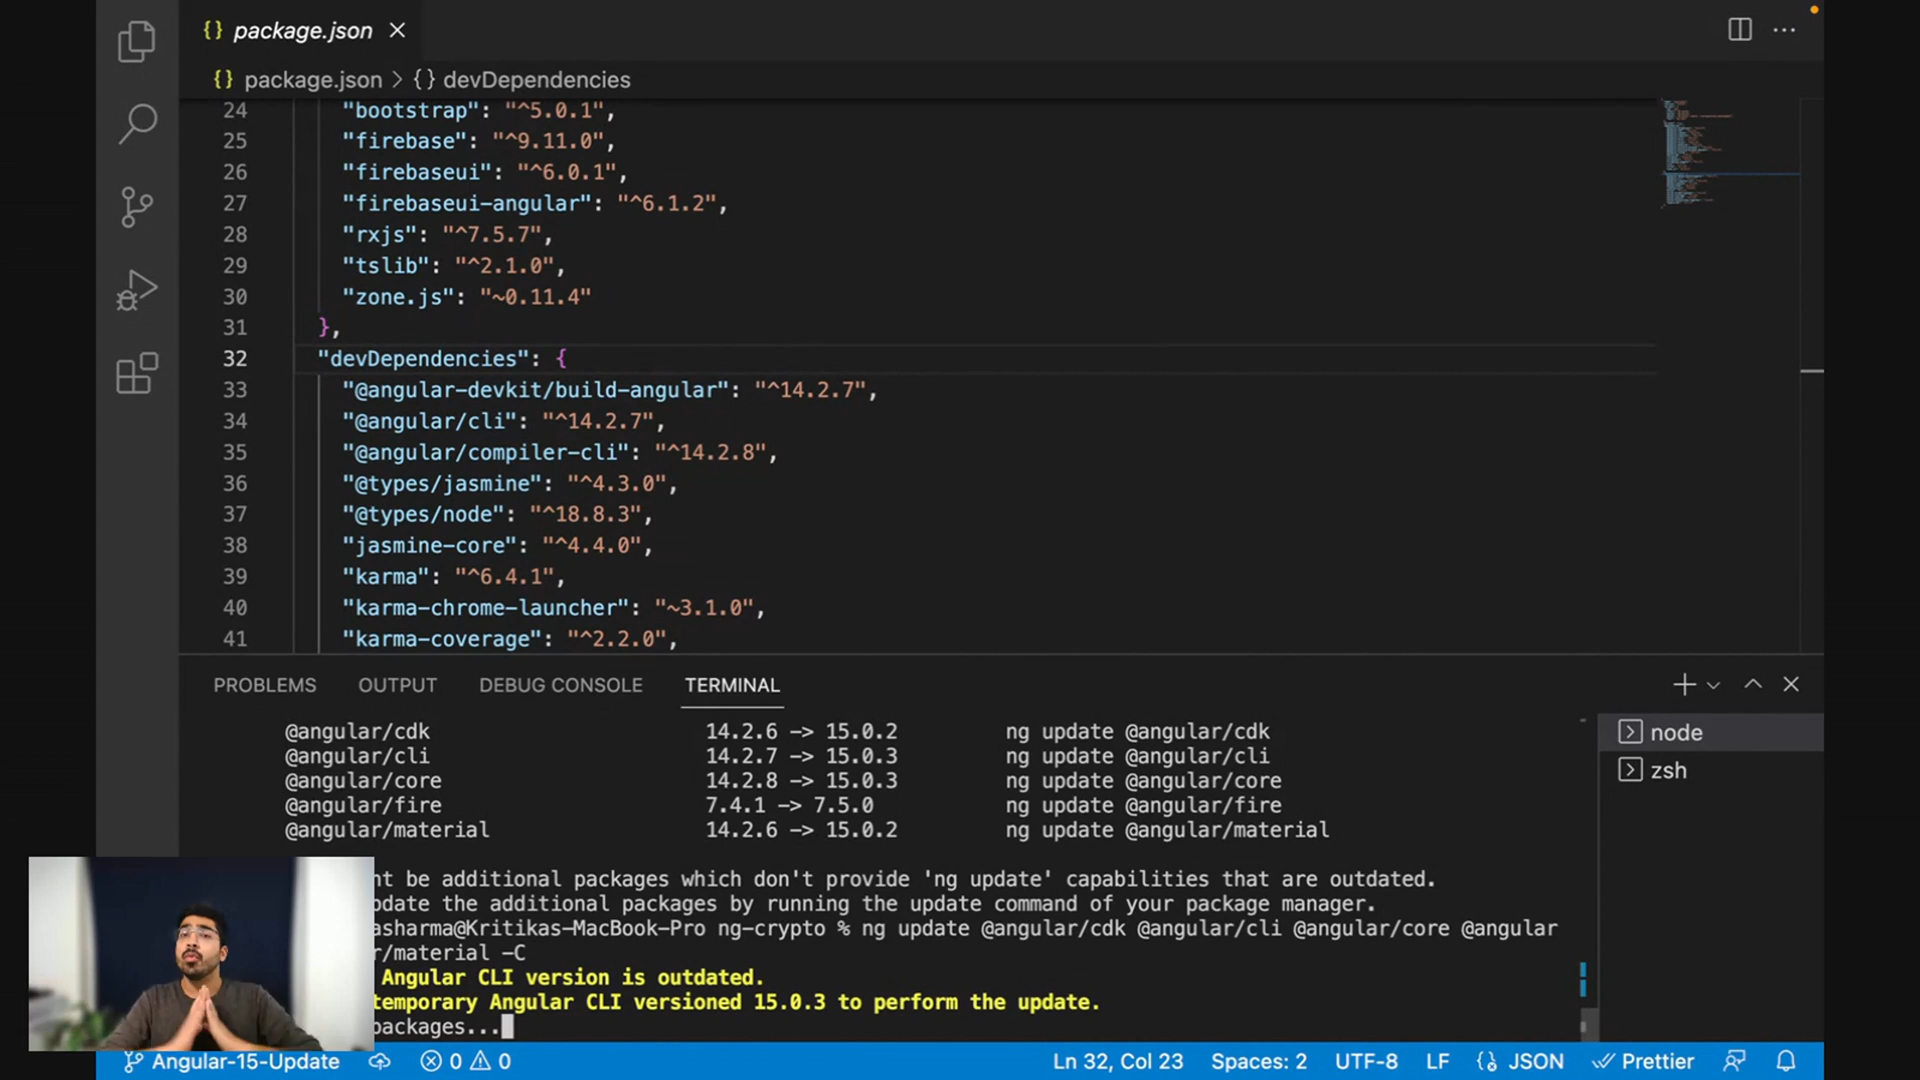 {} package.json ×
{} package.json > {} devDependencies
24 "bootstrap": "^5.0.1",
25 "firebase": "^9.11.0",
26 "firebaseui": "^6.0.1",
27 "firebaseui-angular": "^6.1.2",
28 "rxjs": "^7.5.7",
29 "tslib": "^2.1.0",
30 "zone.js": "~0.11.4"
31 },
32 "devDependencies": {
33 "@angular-devkit/build-angular": "^14.2.7",
34 "@angular/cli": "^14.2.7",
35 "@angular/compiler-cli": "^14.2.8",
36 "@types/jasmine": "^4.3.0",
37 "@types/node": "^18.8.3",
38 "jasmine-core": "^4.4.0",
39 "karma": "^6.4.1",
40 "karma-chrome-launcher": "~3.1.0",
41 "karma-coverage": "^2.2.0",
PROBLEMS OUTPUT DEBUG CONSOLE TERMINAL
@angular/cdk 14.2.6 -> 15.0.2 ng update @angular/cdk
@angular/cli 14.2.7 -> 15.0.3 ng update @angular/cli
@angular/core 14.2.8 -> 15.0.3 ng update @angular/core
@angular/fire 7.4.1 -> 7.5.0 ng update @angular/fire
@angular/material 14.2.6 -> 15.0.2 ng update @angular/material
nt be additional packages which don't provide 'ng update' capabilities that are outdated.
pdate the additional packages by running the update command of your package manager.
asharma@Kritikas-MacBook-Pro ng-crypto % ng update @angular/cdk @angular/cli @angular/core @angular
r/material -C
Angular CLI version is outdated.
temporary Angular CLI versioned 15.0.3 to perform the update.
packages...
node
zsh
Angular-15-Update 0 0 Ln 32, Col 23 Spaces: 2 UTF-8 LF {} JSON Prettier